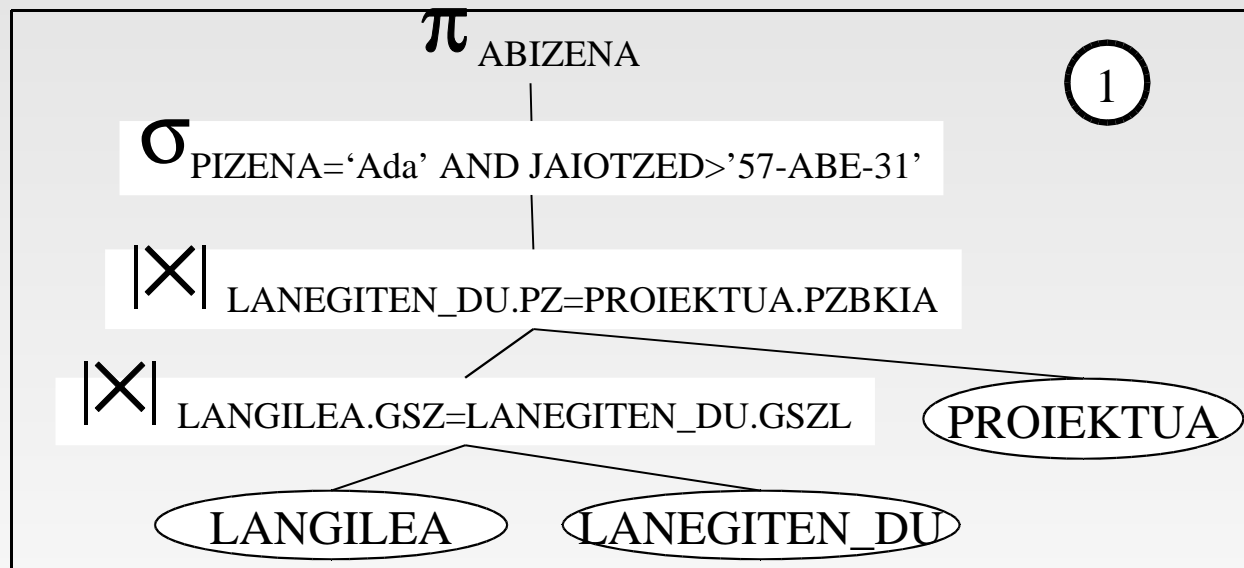 π ABIZENA
1
σ PIZENA=‘Ada’ AND JAIOTZED>’57-ABE-31’
|×| LANEGITEN_DU.PZ=PROIEKTUA.PZBKIA
|×| LANGILEA.GSZ=LANEGITEN_DU.GSZL
PROIEKTUA
LANGILEA
LANEGITEN_DU